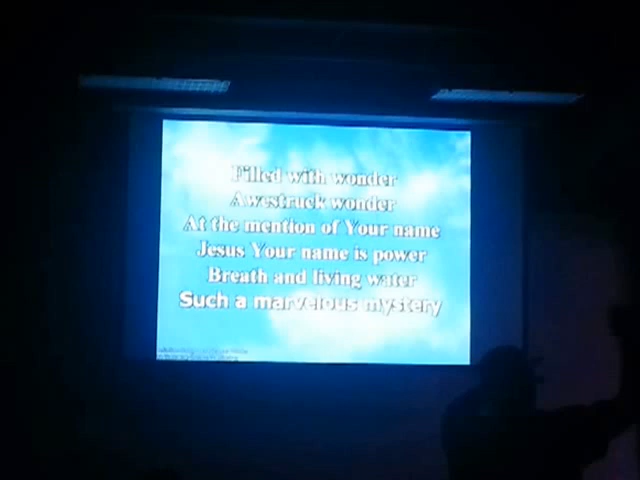 Filled with wonder
Awestruck wonder
At the mention of Your name
Jesus Your name is power
Breath and living water
Such a marvelous mystery